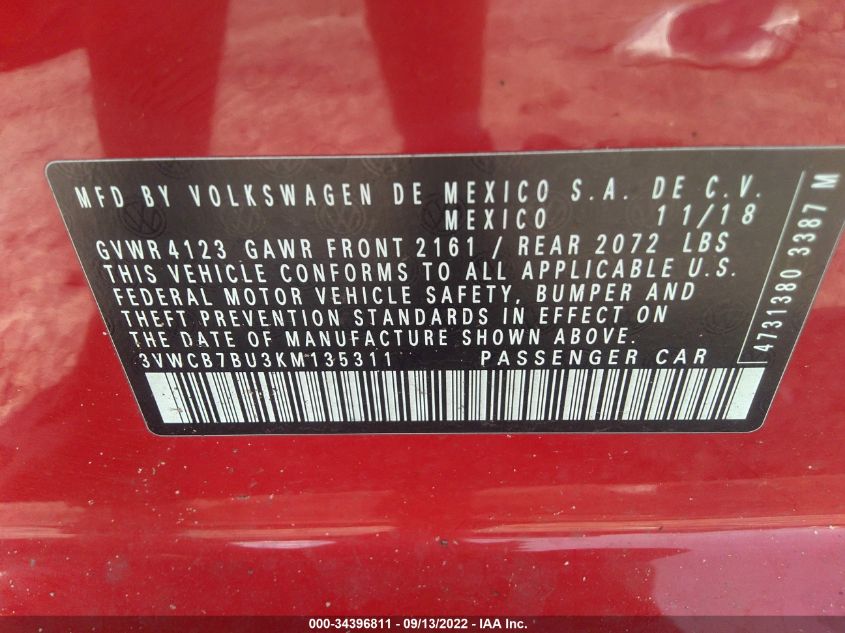 MFD BY VOLKSWAGEN DE MEXICO S.A. DE C.V.
MEXICO 11/18
GVWR 4123 GAWR FRONT 2161 / REAR 2072 LBS
THIS VEHICLE CONFORMS TO ALL APPLICABLE U.S.
FEDERAL MOTOR VEHICLE SAFETY, BUMPER AND
THEFT PREVENTION STANDARDS IN EFFECT ON
THE DATE OF MANUFACTURE SHOWN ABOVE.
3VWCB7BU3KM135311 PASSENGER CAR
4731380 3387 M
000-34396811 - 09/13/2022 - IAA Inc.